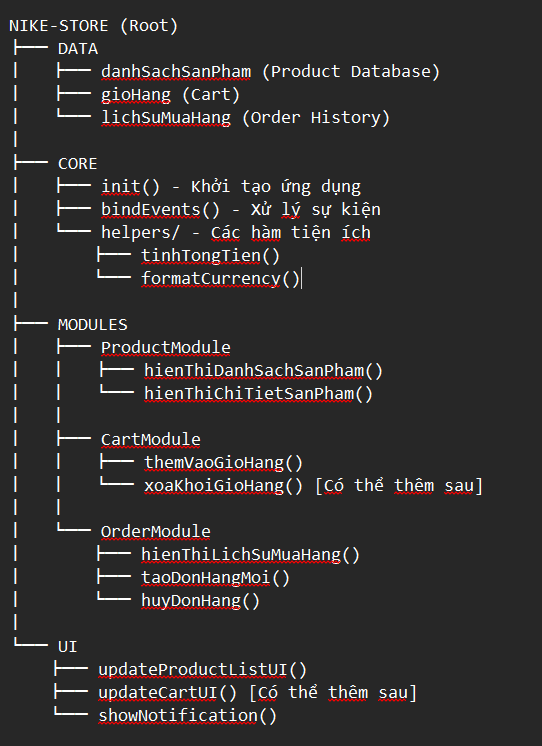 NIKE-STORE (Root)
├── DATA
│   ├── danhSachSanPham (Product Database)
│   ├── gioHang (Cart)
│   └── lichSuMuaHang (Order History)
│
├── CORE
│   ├── init() - Khởi tạo ứng dụng
│   ├── bindEvents() - Xử lý sự kiện
│   └── helpers/ - Các hàm tiện ích
│       ├── tinhTongTien()
│       └── formatCurrency()
│
├── MODULES
│   ├── ProductModule
│   │   ├── hienThiDanhSachSanPham()
│   │   └── hienThiChiTietSanPham()
│   │
│   ├── CartModule
│   │   ├── themVaoGioHang()
│   │   └── xoaKhoiGioHang() [Có thể thêm sau]
│   │
│   └── OrderModule
│       ├── hienThiLichSuMuaHang()
│       ├── taoDonHangMoi()
│       └── huyDonHang()
│
└── UI
    ├── updateProductListUI()
    ├── updateCartUI() [Có thể thêm sau]
    └── showNotification()